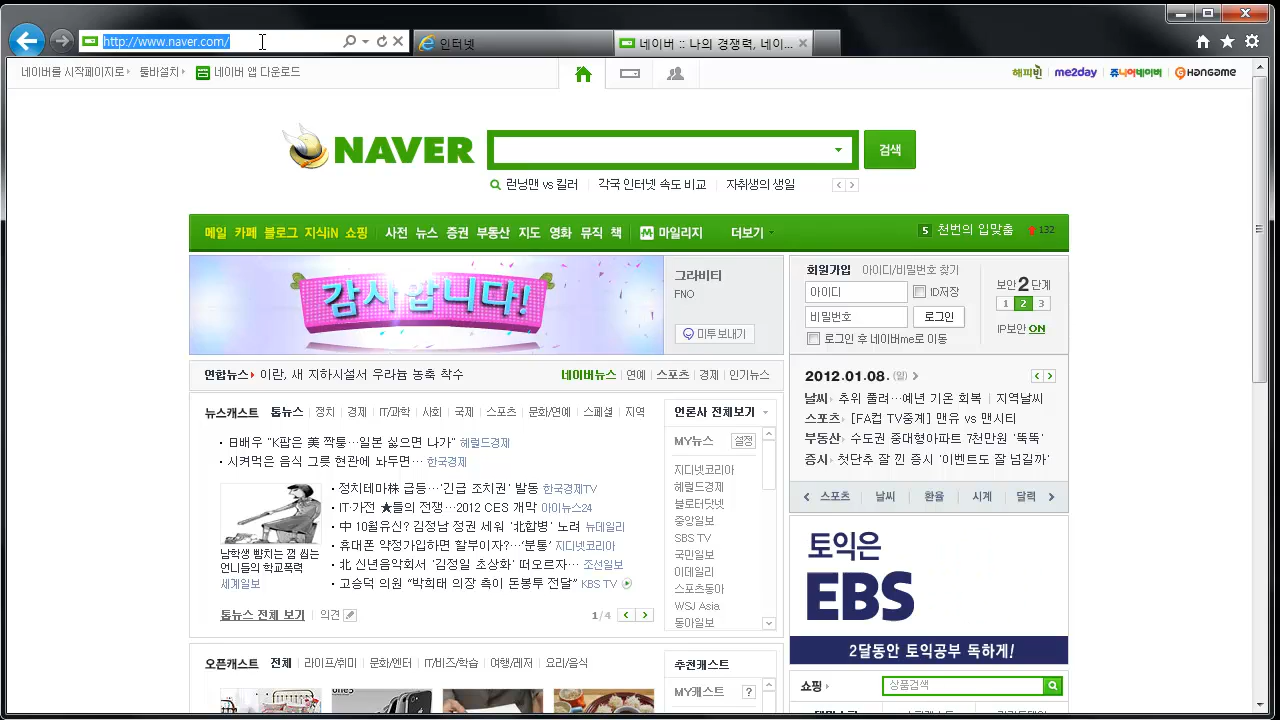 http://www.naver.com/
인터넷
네이버 :: 나의 경쟁력, 네이...
네이버를 시작페이지로
툴바설치
네이버 앱 다운로드
해피빈
me2day
쥬니어네이버
HANGAME
NAVER
검색
런닝맨 vs 킬러
각국 인터넷 속도 비교
자취생의 생일
메일 카페 블로그 지식iN 쇼핑 사전 뉴스 증권 부동산 지도 영화 뮤직 책 M 마일리지 더보기
5 천번의 입맞춤 132
감사합니다!
그라비티
FNO
미투보내기
회원가입 아이디/비밀번호 찾기
아이디
ID저장
비밀번호
로그인
로그인 후 네이버me로 이동
보안 2 단계
1 2 3
IP보안 ON
연합뉴스 이란, 새 지하시설서 우라늄 농축 착수
네이버뉴스 연예 스포츠 경제 인기뉴스
뉴스캐스트 톱뉴스 정치 경제 IT/과학 사회 국제 스포츠 문화/연예 스페셜 지역
日배우 "K팝은 美 짝퉁…일본 싫으면 나가" 헤럴드경제
시켜먹은 음식 그릇 현관에 놔두면… 한국경제
정치테마株 급등…'긴급 조치권' 발동 한국경제TV
IT·가전 ★들의 전쟁…2012 CES 개막 아이뉴스24
中 10월유신? 김정남 정권 세워 '北합병' 노려 뉴데일리
휴대폰 약정가입하면 할부이자?…'분통' 지디넷코리아
北 신년음악회서 '김정일 초상화' 떠오르자… 조선일보
고승덕 의원 "박희태 의장 측이 돈봉투 전달" KBS TV
남학생 뺨치는 껌 씹는
언니들의 학교폭력
세계일보
톱뉴스 전체 보기
의견
1/4
언론사 전체보기
MY뉴스 설정
지디넷코리아
헤럴드경제
블로터닷넷
중앙일보
SBS TV
국민일보
이데일리
스포츠동아
WSJ Asia
동아일보
2012.01.08. (일)
날씨 추위 풀려…예년 기온 회복 지역날씨
스포츠 [FA컵 TV중계] 맨유 vs 맨시티
부동산 수도권 중대형아파트 7천만원 '뚝뚝'
증시 첫단추 잘 낀 증시 '이벤트도 잘 넘길까'
스포츠 날씨 환율 시계 달력
토익은
EBS
2달동안 토익공부 독하게!
오픈캐스트 전체 라이프/취미 문화/엔터 IT/비즈/학습 여행/레저 요리/음식
추천캐스트
MY캐스트 ?
쇼핑
상품검색